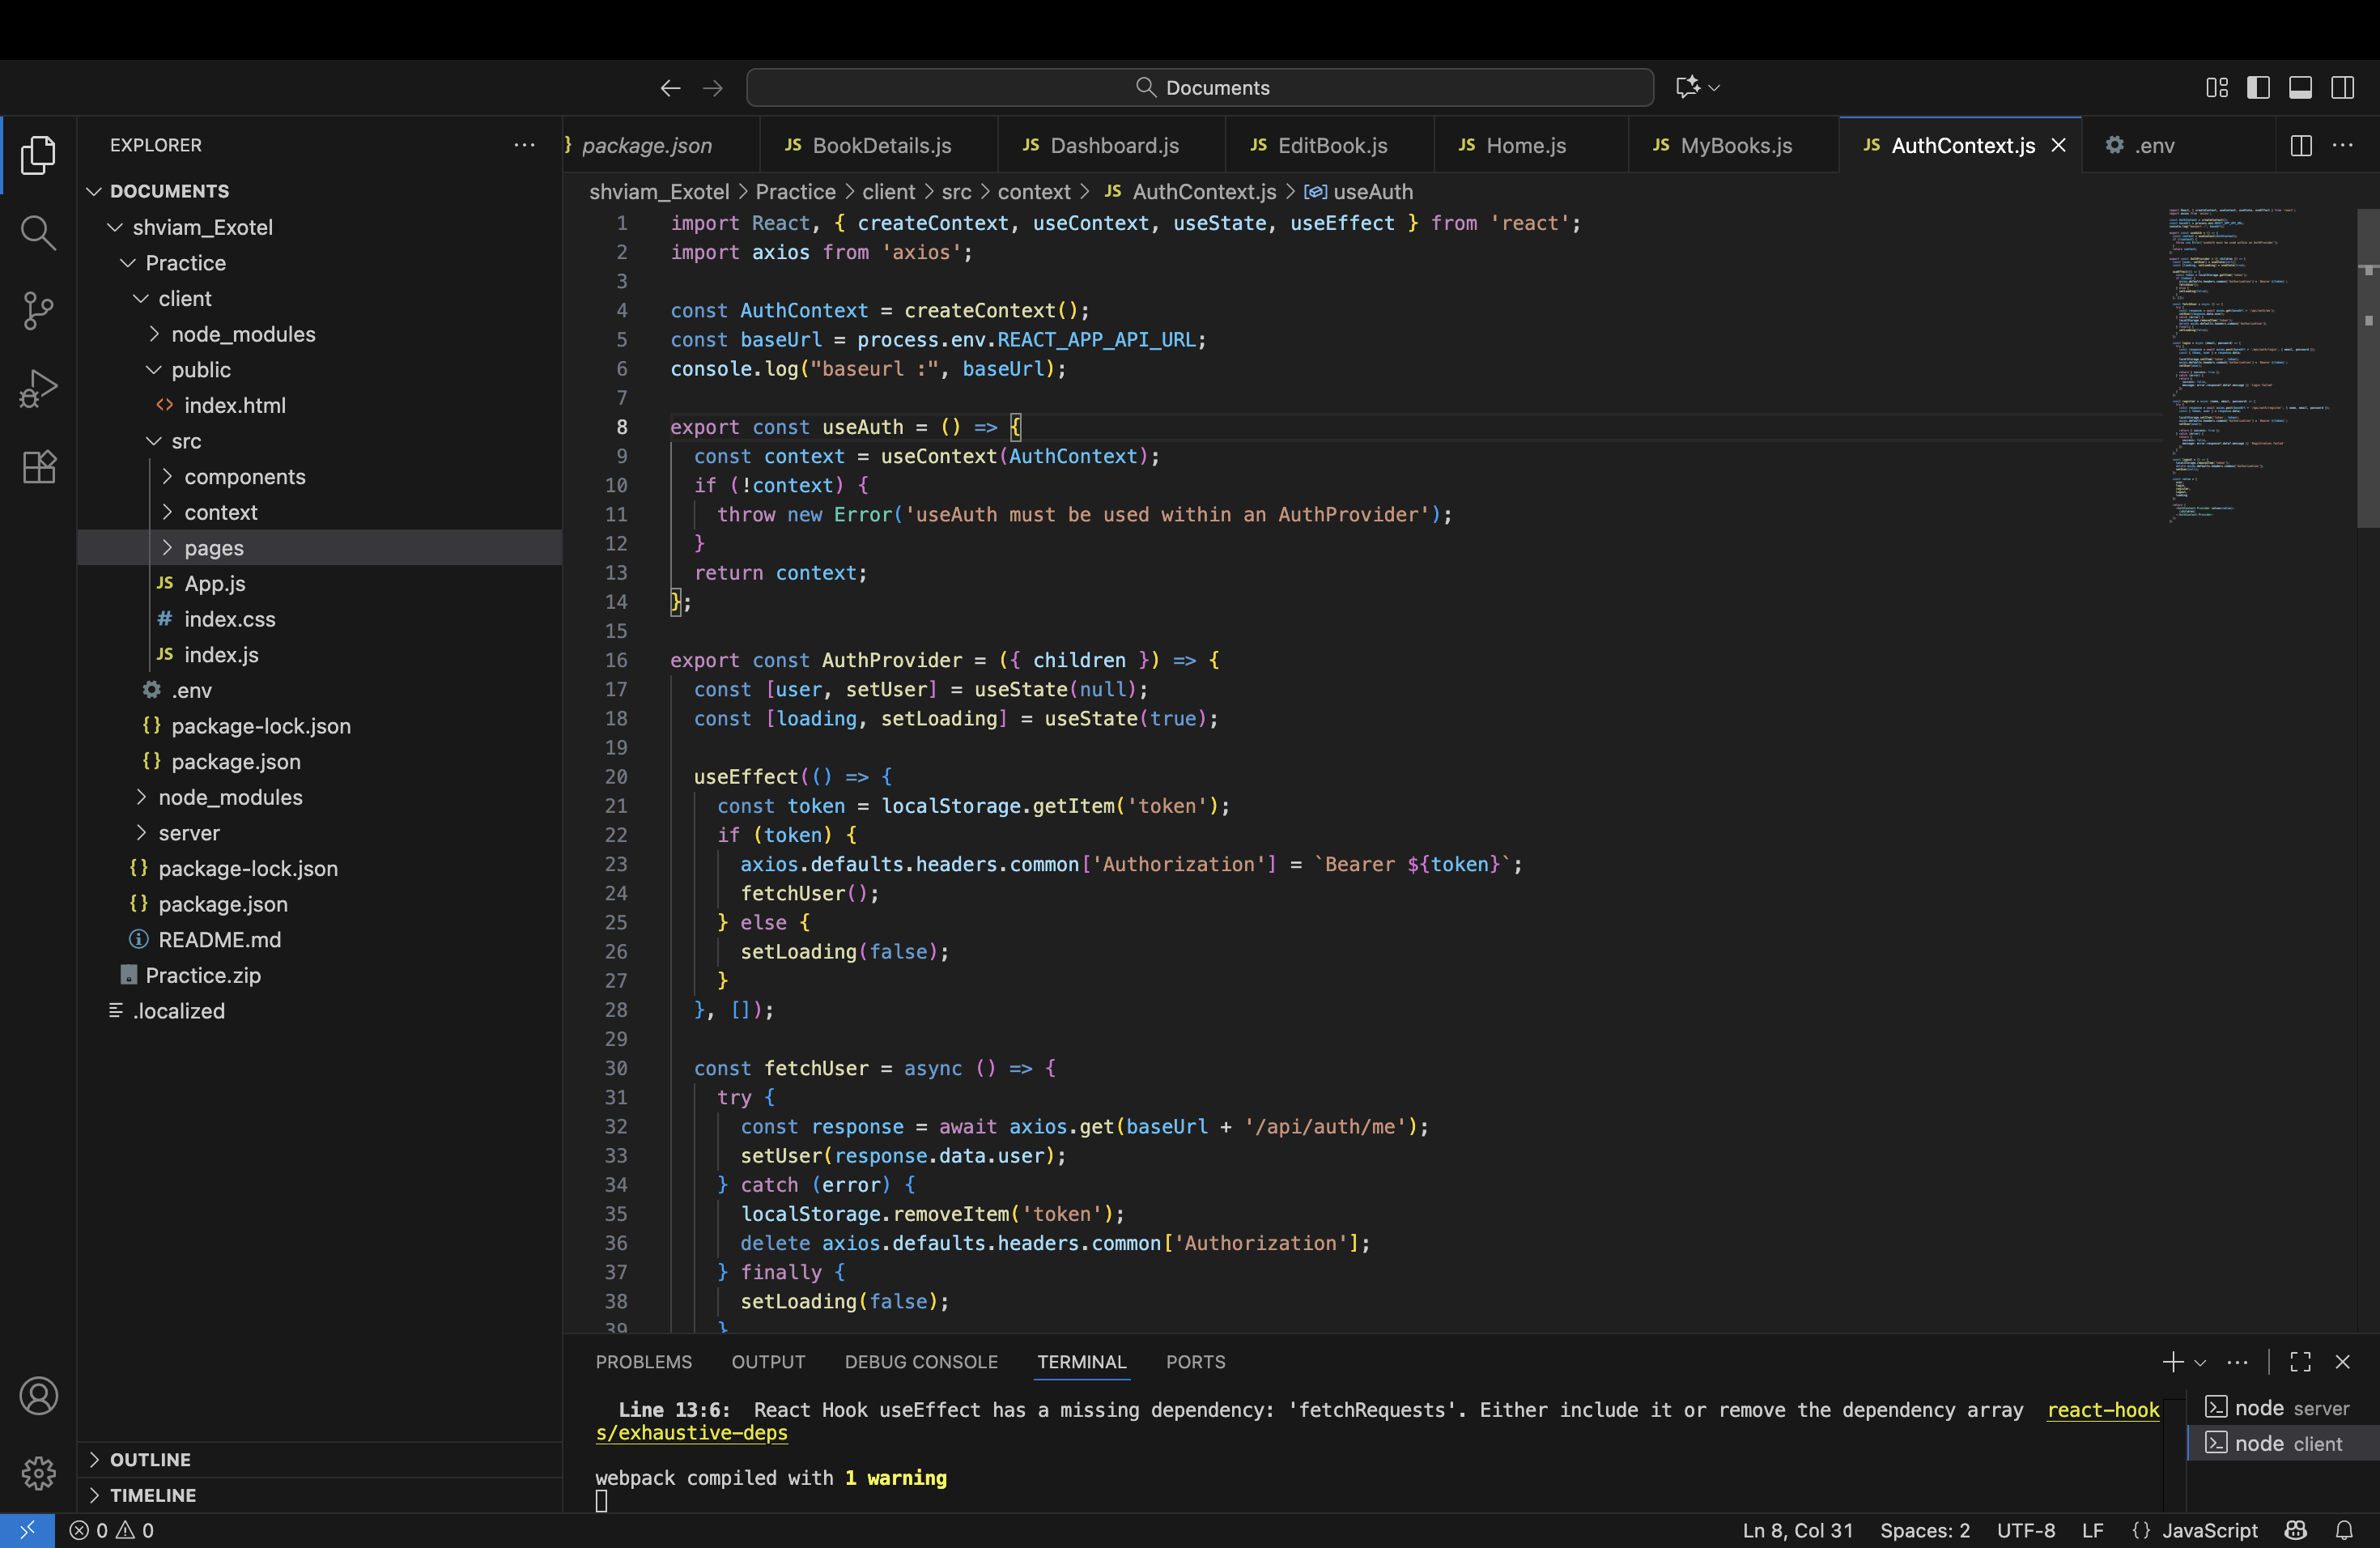 Documents
EXPLORER
DOCUMENTS
shviam_Exotel
Practice
client
node_modules
public
index.html
src
components
context
pages
JS App.js
# index.css
JS index.js
.env
{} package-lock.json
{} package.json
node_modules
server
{} package-lock.json
{} package.json
README.md
Practice.zip
.localized
OUTLINE
TIMELINE
} package.json
JS BookDetails.js
JS Dashboard.js
JS EditBook.js
JS Home.js
JS MyBooks.js
JS AuthContext.js
.env
shviam_Exotel > Practice > client > src > context > JS AuthContext.js > useAuth
1 import React, { createContext, useContext, useState, useEffect } from 'react';
2 import axios from 'axios';
3
4 const AuthContext = createContext();
5 const baseUrl = process.env.REACT_APP_API_URL;
6 console.log("baseurl :", baseUrl);
7
8 export const useAuth = () => {
9 const context = useContext(AuthContext);
10 if (!context) {
11 throw new Error('useAuth must be used within an AuthProvider');
12 }
13 return context;
14 };
15
16 export const AuthProvider = ({ children }) => {
17 const [user, setUser] = useState(null);
18 const [loading, setLoading] = useState(true);
19
20 useEffect(() => {
21 const token = localStorage.getItem('token');
22 if (token) {
23 axios.defaults.headers.common['Authorization'] = `Bearer ${token}`;
24 fetchUser();
25 } else {
26 setLoading(false);
27 }
28 }, []);
29
30 const fetchUser = async () => {
31 try {
32 const response = await axios.get(baseUrl + '/api/auth/me');
33 setUser(response.data.user);
34 } catch (error) {
35 localStorage.removeItem('token');
36 delete axios.defaults.headers.common['Authorization'];
37 } finally {
38 setLoading(false);
39 }
PROBLEMS OUTPUT DEBUG CONSOLE TERMINAL PORTS
Line 13:6: React Hook useEffect has a missing dependency: 'fetchRequests'. Either include it or remove the dependency array react-hook
s/exhaustive-deps
webpack compiled with 1 warning
node server
node client
0 0
Ln 8, Col 31 Spaces: 2 UTF-8 LF {} JavaScript